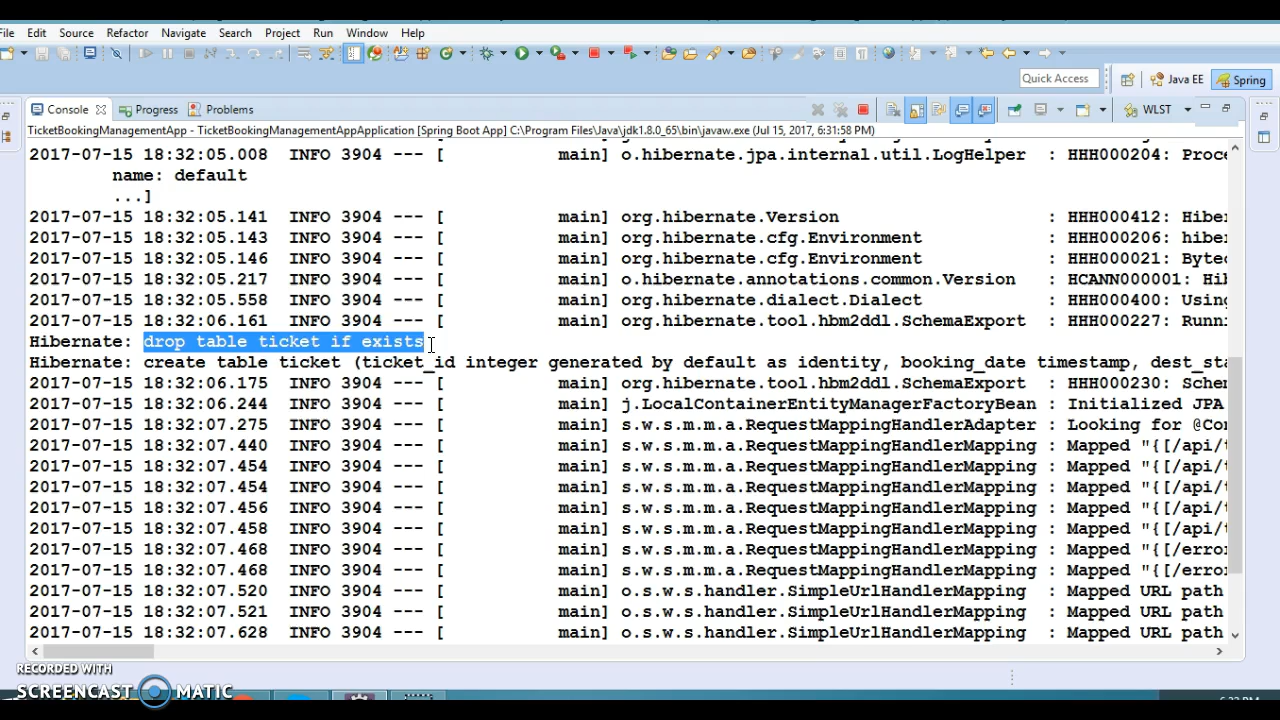 File Edit Source Refactor Navigate Search Project Run Window Help
Quick Access Java EE Spring
Console Progress Problems WLST
TicketBookingManagementApp - TicketBookingManagementAppApplication [Spring Boot App] C:\Program Files\Java\jdk1.8.0_65\bin\javaw.exe (Jul 15, 2017, 6:31:58 PM)
2017-07-15 18:32:05.008 INFO 3904 --- [ main] o.hibernate.jpa.internal.util.LogHelper : HHH000204: Proce
name: default
...]
2017-07-15 18:32:05.141 INFO 3904 --- [ main] org.hibernate.Version : HHH000412: Hiber
2017-07-15 18:32:05.143 INFO 3904 --- [ main] org.hibernate.cfg.Environment : HHH000206: hiber
2017-07-15 18:32:05.146 INFO 3904 --- [ main] org.hibernate.cfg.Environment : HHH000021: Bytec
2017-07-15 18:32:05.217 INFO 3904 --- [ main] o.hibernate.annotations.common.Version : HCANN000001: Hib
2017-07-15 18:32:05.558 INFO 3904 --- [ main] org.hibernate.dialect.Dialect : HHH000400: Using
2017-07-15 18:32:06.161 INFO 3904 --- [ main] org.hibernate.tool.hbm2ddl.SchemaExport : HHH000227: Runni
Hibernate: drop table ticket if exists
Hibernate: create table ticket (ticket_id integer generated by default as identity, booking_date timestamp, dest_sta
2017-07-15 18:32:06.175 INFO 3904 --- [ main] org.hibernate.tool.hbm2ddl.SchemaExport : HHH000230: Schem
2017-07-15 18:32:06.244 INFO 3904 --- [ main] j.LocalContainerEntityManagerFactoryBean : Initialized JPA
2017-07-15 18:32:07.275 INFO 3904 --- [ main] s.w.s.m.m.a.RequestMappingHandlerAdapter : Looking for @Con
2017-07-15 18:32:07.440 INFO 3904 --- [ main] s.w.s.m.m.a.RequestMappingHandlerMapping : Mapped "{[/api/t
2017-07-15 18:32:07.454 INFO 3904 --- [ main] s.w.s.m.m.a.RequestMappingHandlerMapping : Mapped "{[/api/t
2017-07-15 18:32:07.454 INFO 3904 --- [ main] s.w.s.m.m.a.RequestMappingHandlerMapping : Mapped "{[/api/t
2017-07-15 18:32:07.456 INFO 3904 --- [ main] s.w.s.m.m.a.RequestMappingHandlerMapping : Mapped "{[/api/t
2017-07-15 18:32:07.458 INFO 3904 --- [ main] s.w.s.m.m.a.RequestMappingHandlerMapping : Mapped "{[/api/t
2017-07-15 18:32:07.468 INFO 3904 --- [ main] s.w.s.m.m.a.RequestMappingHandlerMapping : Mapped "{[/error
2017-07-15 18:32:07.468 INFO 3904 --- [ main] s.w.s.m.m.a.RequestMappingHandlerMapping : Mapped "{[/error
2017-07-15 18:32:07.520 INFO 3904 --- [ main] o.s.w.s.handler.SimpleUrlHandlerMapping : Mapped URL path
2017-07-15 18:32:07.521 INFO 3904 --- [ main] o.s.w.s.handler.SimpleUrlHandlerMapping : Mapped URL path
2017-07-15 18:32:07.628 INFO 3904 --- [ main] o.s.w.s.handler.SimpleUrlHandlerMapping : Mapped URL path
RECORDED WITH
SCREENCAST MATIC